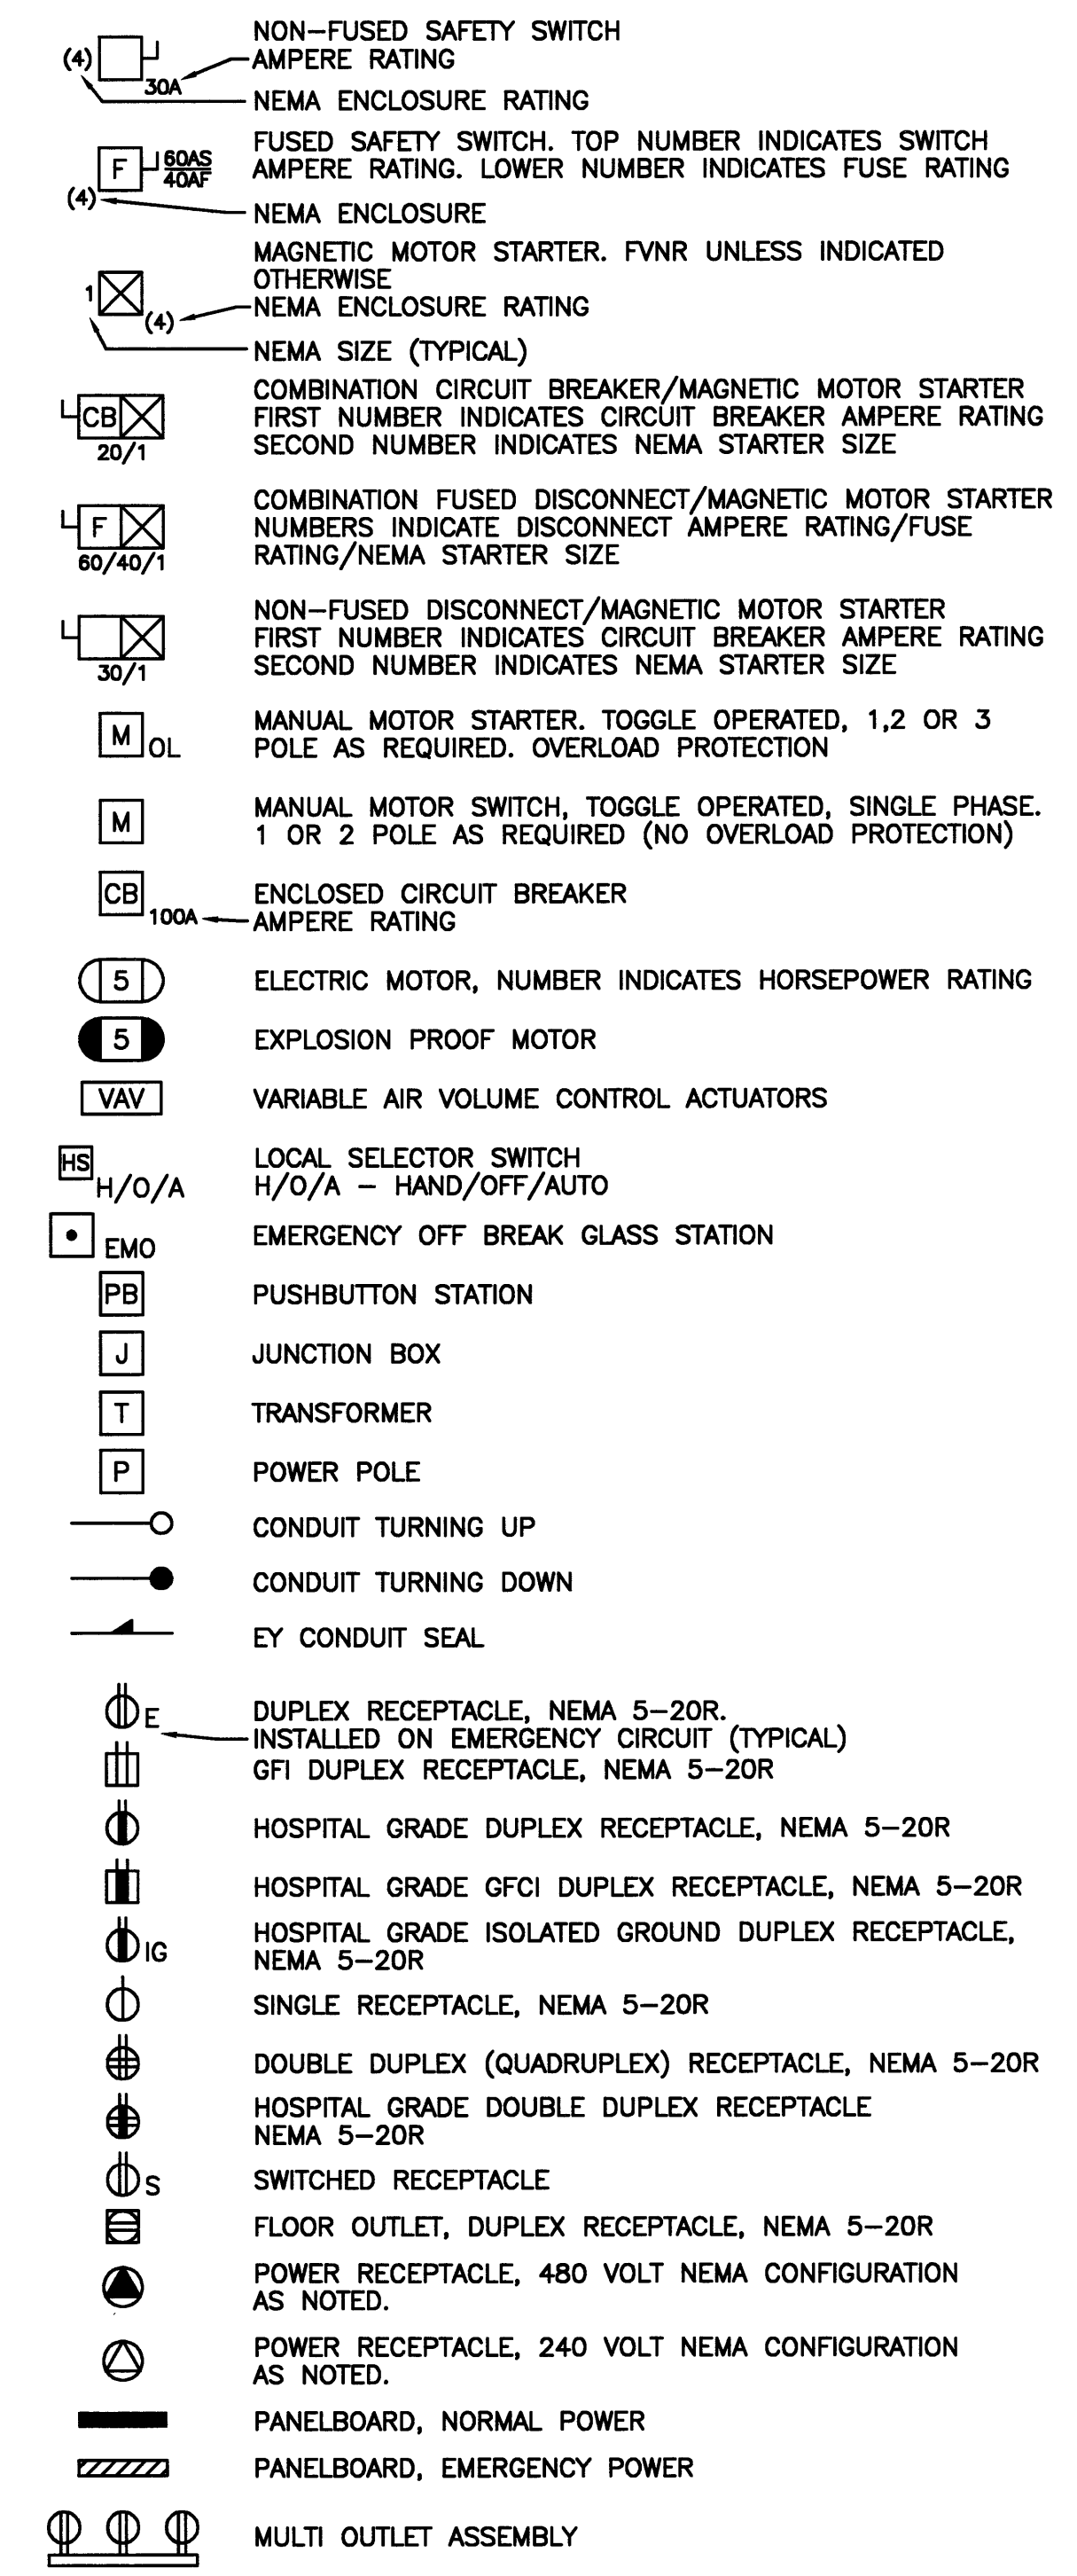 NON-FUSED SAFETY SWITCH
(4)
AMPERE RATING
30A
NEMA ENCLOSURE RATING
FUSED SAFETY SWITCH. TOP NUMBER INDICATES SWITCH
F 60AS
AMPERE RATING. LOWER NUMBER INDICATES FUSE RATING
40AF
(4)
NEMA ENCLOSURE
MAGNETIC MOTOR STARTER. FVNR UNLESS INDICATED
OTHERWISE
1
NEMA ENCLOSURE RATING
(4)
NEMA SIZE (TYPICAL)
COMBINATION CIRCUIT BREAKER/MAGNETIC MOTOR STARTER
CB
FIRST NUMBER INDICATES CIRCUIT BREAKER AMPERE RATING
SECOND NUMBER INDICATES NEMA STARTER SIZE
20/1
COMBINATION FUSED DISCONNECT/MAGNETIC MOTOR STARTER
F
NUMBERS INDICATE DISCONNECT AMPERE RATING/FUSE
RATING/NEMA STARTER SIZE
60/40/1
NON-FUSED DISCONNECT/MAGNETIC MOTOR STARTER
FIRST NUMBER INDICATES CIRCUIT BREAKER AMPERE RATING
SECOND NUMBER INDICATES NEMA STARTER SIZE
30/1
MANUAL MOTOR STARTER. TOGGLE OPERATED, 1,2 OR 3
M OL
POLE AS REQUIRED. OVERLOAD PROTECTION
MANUAL MOTOR SWITCH, TOGGLE OPERATED, SINGLE PHASE.
M
1 OR 2 POLE AS REQUIRED (NO OVERLOAD PROTECTION)
CB
ENCLOSED CIRCUIT BREAKER
100A
AMPERE RATING
5
ELECTRIC MOTOR, NUMBER INDICATES HORSEPOWER RATING
5
EXPLOSION PROOF MOTOR
VAV
VARIABLE AIR VOLUME CONTROL ACTUATORS
HS
LOCAL SELECTOR SWITCH
H/O/A
H/O/A - HAND/OFF/AUTO
EMO
EMERGENCY OFF BREAK GLASS STATION
PB
PUSHBUTTON STATION
J
JUNCTION BOX
T
TRANSFORMER
P
POWER POLE
CONDUIT TURNING UP
CONDUIT TURNING DOWN
EY CONDUIT SEAL
E
DUPLEX RECEPTACLE, NEMA 5-20R.
INSTALLED ON EMERGENCY CIRCUIT (TYPICAL)
GFI DUPLEX RECEPTACLE, NEMA 5-20R
HOSPITAL GRADE DUPLEX RECEPTACLE, NEMA 5-20R
HOSPITAL GRADE GFCI DUPLEX RECEPTACLE, NEMA 5-20R
HOSPITAL GRADE ISOLATED GROUND DUPLEX RECEPTACLE,
IG
NEMA 5-20R
SINGLE RECEPTACLE, NEMA 5-20R
DOUBLE DUPLEX (QUADRUPLEX) RECEPTACLE, NEMA 5-20R
HOSPITAL GRADE DOUBLE DUPLEX RECEPTACLE
NEMA 5-20R
S
SWITCHED RECEPTACLE
FLOOR OUTLET, DUPLEX RECEPTACLE, NEMA 5-20R
POWER RECEPTACLE, 480 VOLT NEMA CONFIGURATION
AS NOTED.
POWER RECEPTACLE, 240 VOLT NEMA CONFIGURATION
AS NOTED.
PANELBOARD, NORMAL POWER
PANELBOARD, EMERGENCY POWER
MULTI OUTLET ASSEMBLY